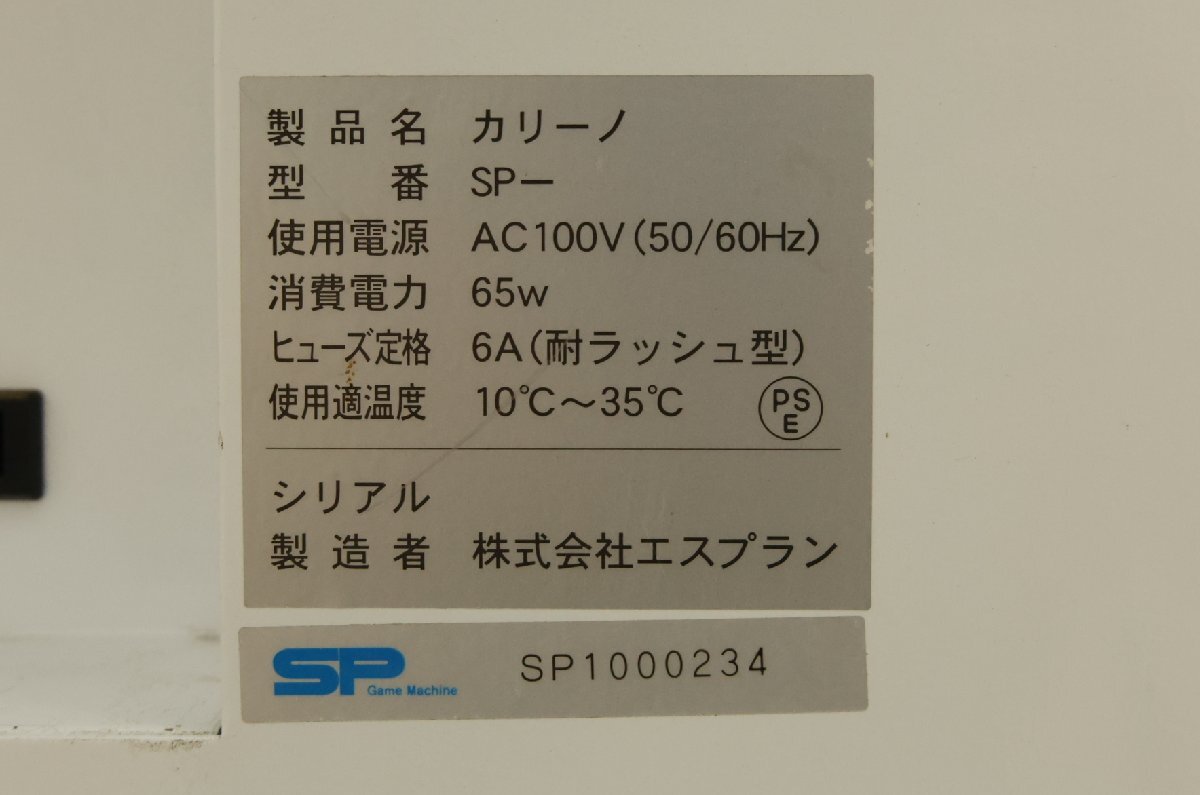 製品名 カリーノ
型番 SPー
使用電源 AC100V(50/60Hz)
消費電力 65w
ヒューズ定格 6A(耐ラッシュ型)
使用適温度 10℃～35℃
PS
E
シリアル
製造者 株式会社エスプラン
SP Game Machine SP1000234